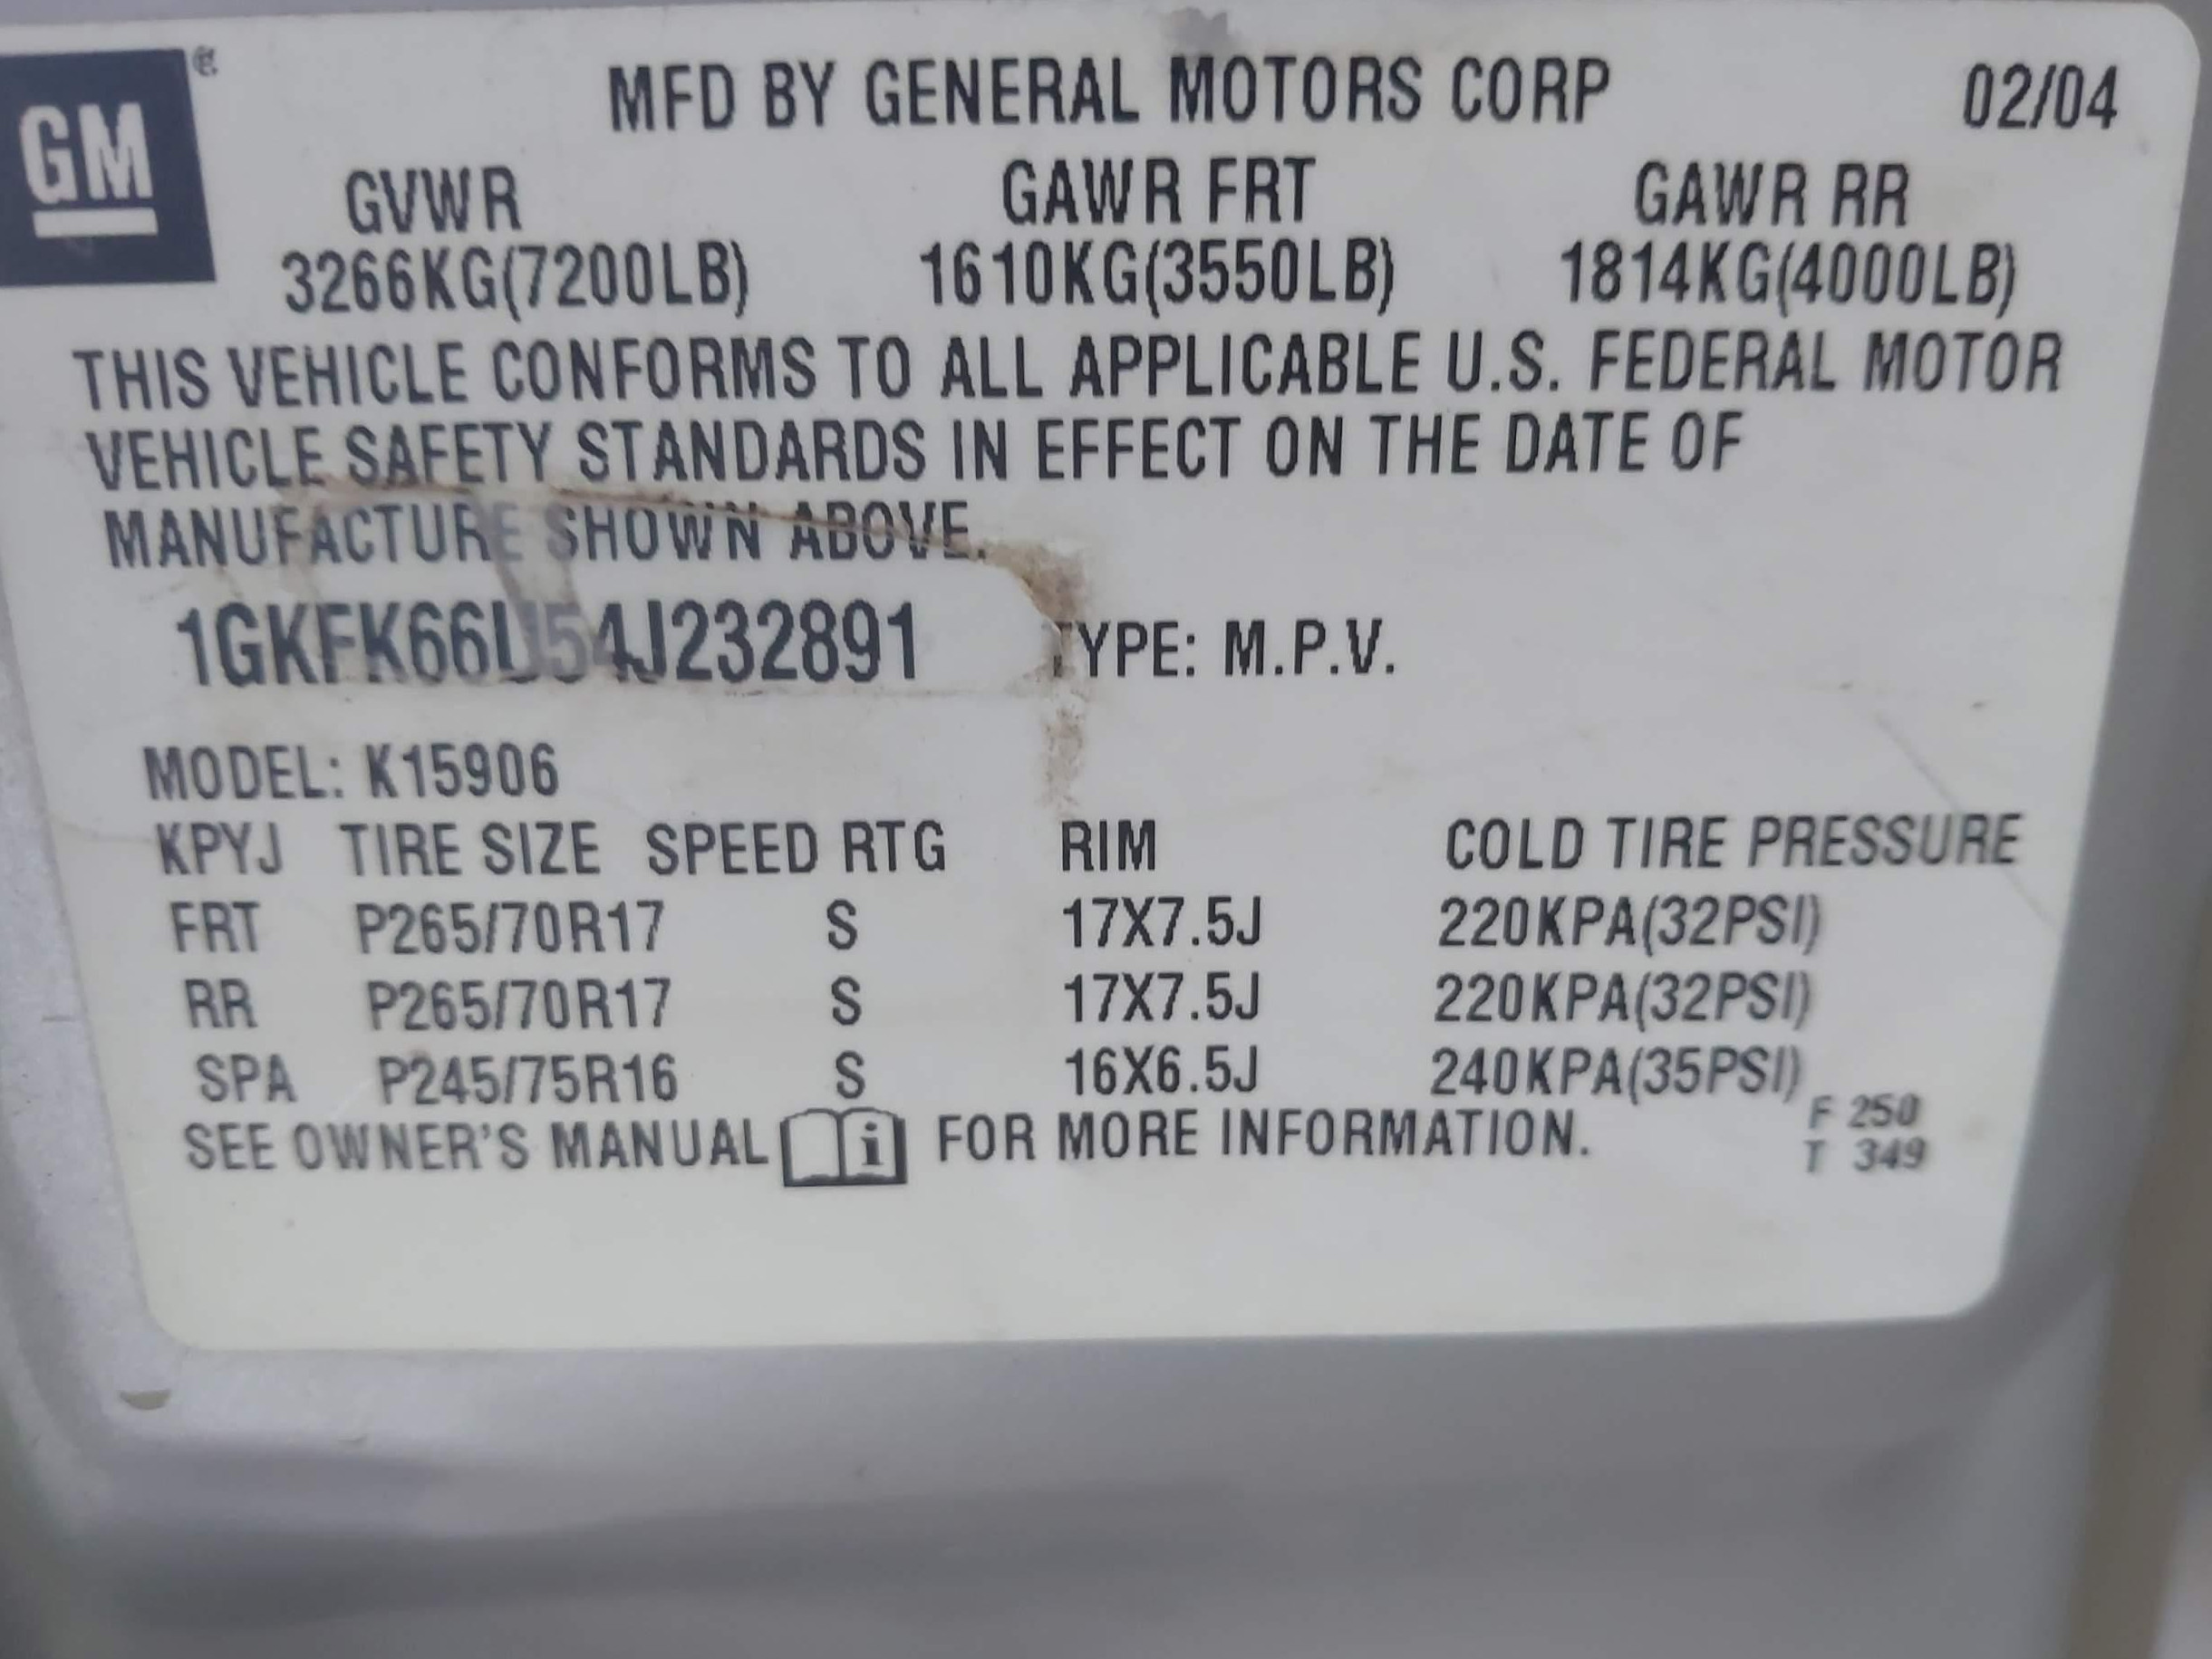 GM
MFD BY GENERAL MOTORS CORP 02/04
GVWR GAWR FRT GAWR RR
3266KG(7200LB) 1610KG(3550LB) 1814KG(4000LB)
THIS VEHICLE CONFORMS TO ALL APPLICABLE U.S. FEDERAL MOTOR
VEHICLE SAFETY STANDARDS IN EFFECT ON THE DATE OF
MANUFACTURE SHOWN ABOVE.
1GKFK66U54J232891 TYPE: M.P.V.
MODEL: K15906
KPYJ TIRE SIZE SPEED RTG RIM COLD TIRE PRESSURE
FRT P265/70R17 S 17X7.5J 220KPA(32PSI)
RR P265/70R17 S 17X7.5J 220KPA(32PSI)
SPA P245/75R16 S 16X6.5J 240KPA(35PSI)
SEE OWNER'S MANUAL i FOR MORE INFORMATION.
F 250
T 349